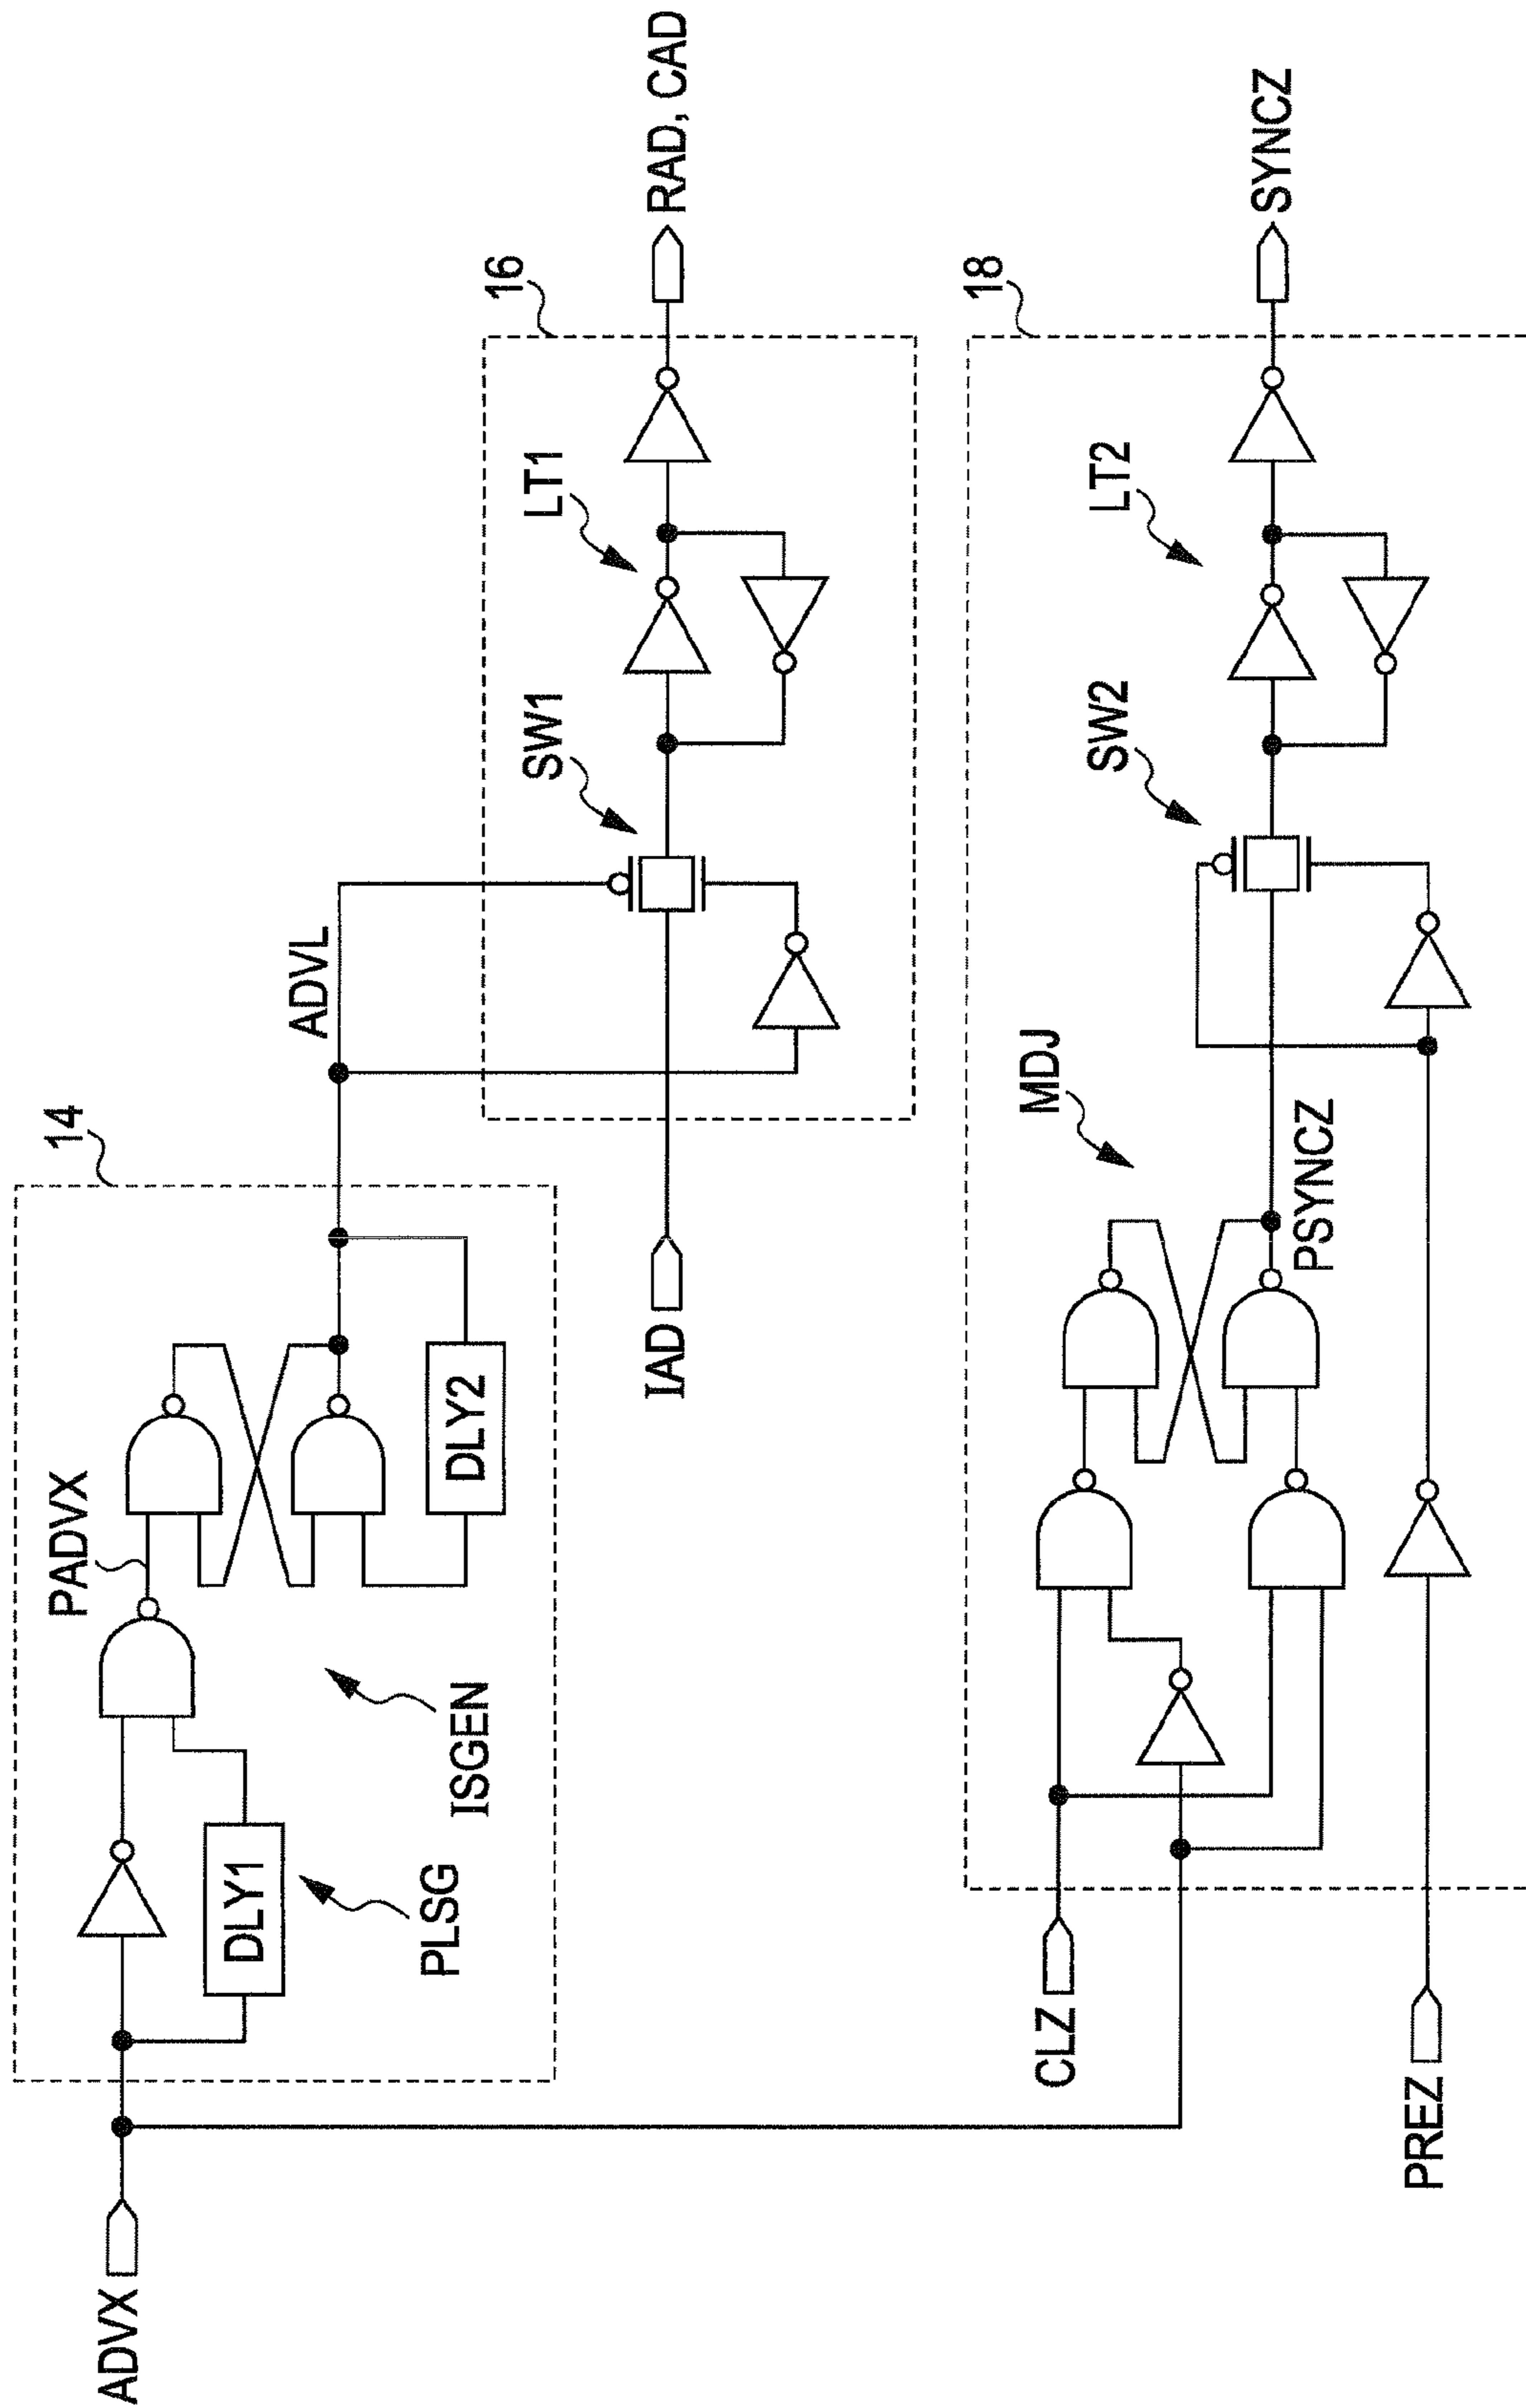 14
PADVX
ADVX
DLY1
PLSG
ISGEN
DLY2
ADVL
16
IAD
SW1
LT1
RAD, CAD
18
CLZ
PREZ
MDJ
PSYNCZ
SW2
LT2
SYNCZ